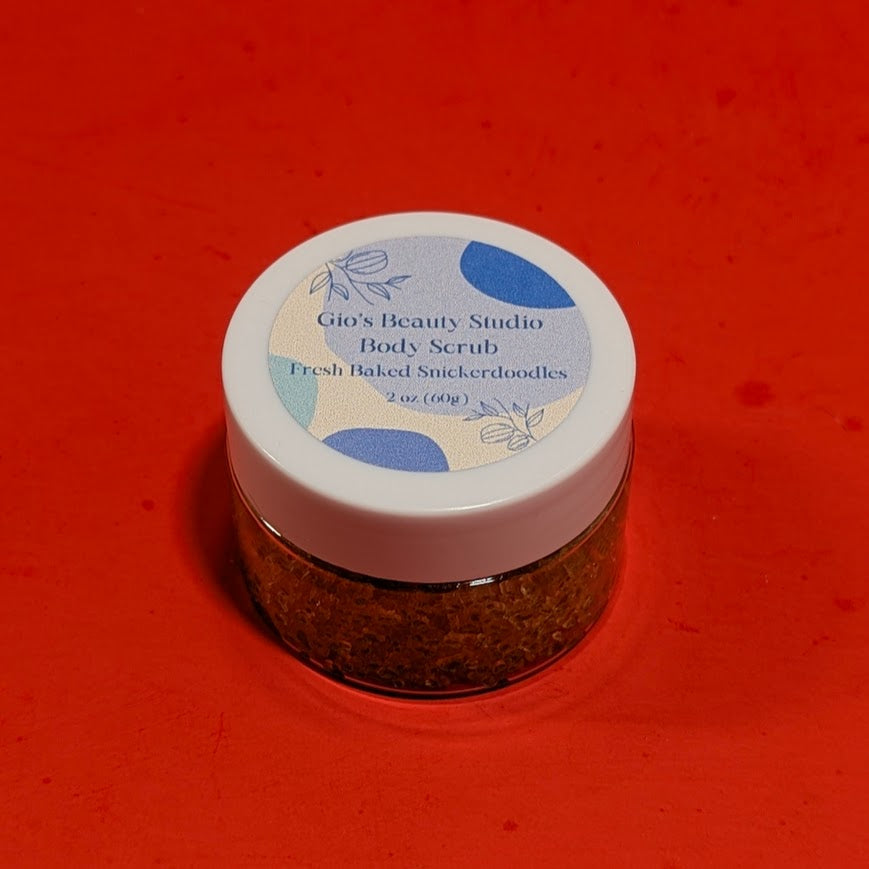 Gio's Beauty Studio
Body Scrub
Fresh Baked Snickerdoodles
2 oz (60g)